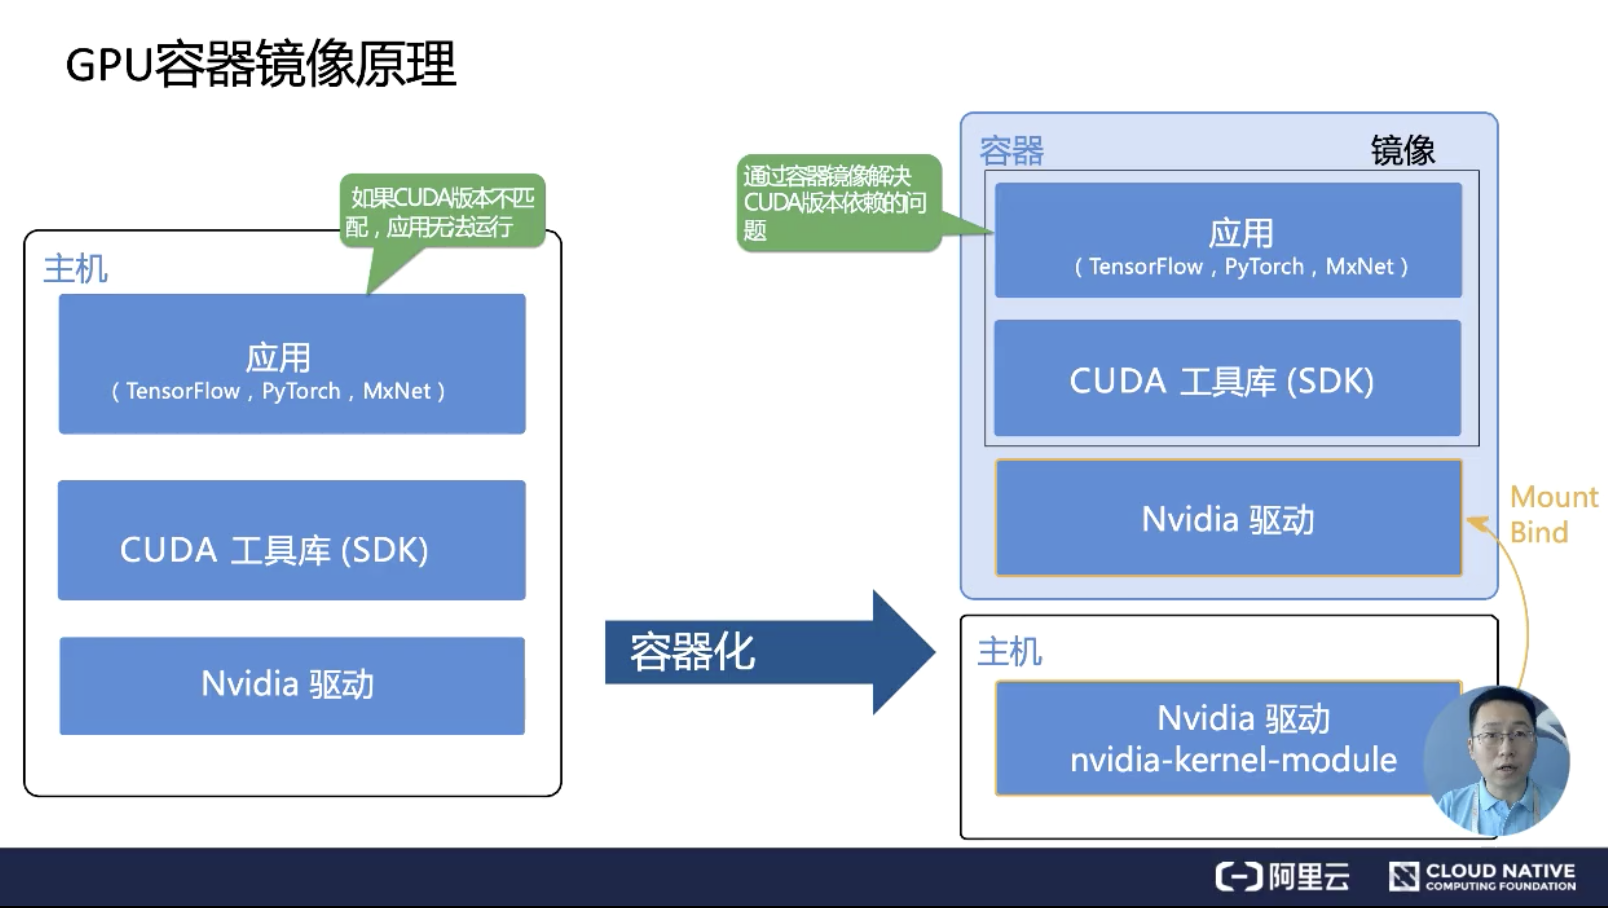 GPU容器镜像原理
如果CUDA版本不匹
配，应用无法运行
主机
应用
（TensorFlow，PyTorch，MxNet）
CUDA 工具库 (SDK)
Nvidia 驱动
容器化
通过容器镜像解决
CUDA版本依赖的问
题
容器
镜像
应用
（TensorFlow，PyTorch，MxNet）
CUDA 工具库 (SDK)
Nvidia 驱动
Mount
Bind
主机
Nvidia 驱动
nvidia-kernel-module
阿里云
CLOUD NATIVE
COMPUTING FOUNDATION